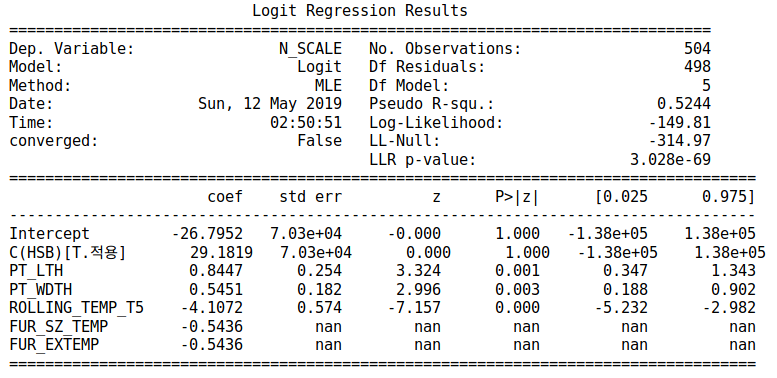 Logit Regression Results
==============================================================================
Dep. Variable: N_SCALE No. Observations: 504
Model: Logit Df Residuals: 498
Method: MLE Df Model: 5
Date: Sun, 12 May 2019 Pseudo R-squ.: 0.5244
Time: 02:50:51 Log-Likelihood: -149.81
converged: False LL-Null: -314.97
LLR p-value: 3.028e-69
===================================================================================
coef std err z P>|z| [0.025 0.975]
-----------------------------------------------------------------------------------
Intercept -26.7952 7.03e+04 -0.000 1.000 -1.38e+05 1.38e+05
C(HSB)[T.적용] 29.1819 7.03e+04 0.000 1.000 -1.38e+05 1.38e+05
PT_LTH 0.8447 0.254 3.324 0.001 0.347 1.343
PT_WDTH 0.5451 0.182 2.996 0.003 0.188 0.902
ROLLING_TEMP_T5 -4.1072 0.574 -7.157 0.000 -5.232 -2.982
FUR_SZ_TEMP -0.5436 nan nan nan nan nan
FUR_EXTEMP -0.5436 nan nan nan nan nan
===================================================================================